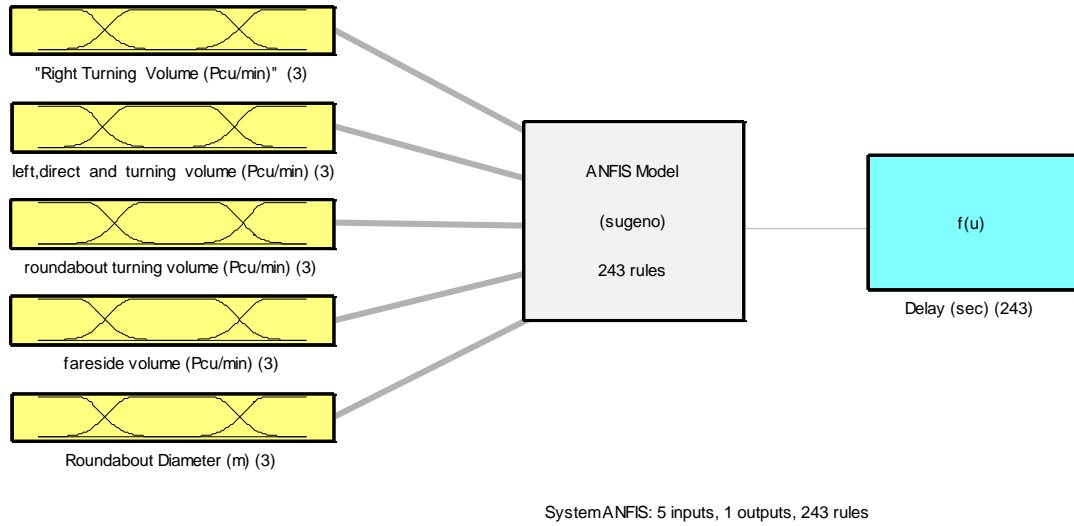 "Right Turning Volume (Pcu/min)" (3)
left,direct and turning volume (Pcu/min) (3)
roundabout turning volume (Pcu/min) (3)
fareside volume (Pcu/min) (3)
Roundabout Diameter (m) (3)
ANFIS Model
(sugeno)
243 rules
f(u)
Delay (sec) (243)
System ANFIS: 5 inputs, 1 outputs, 243 rules